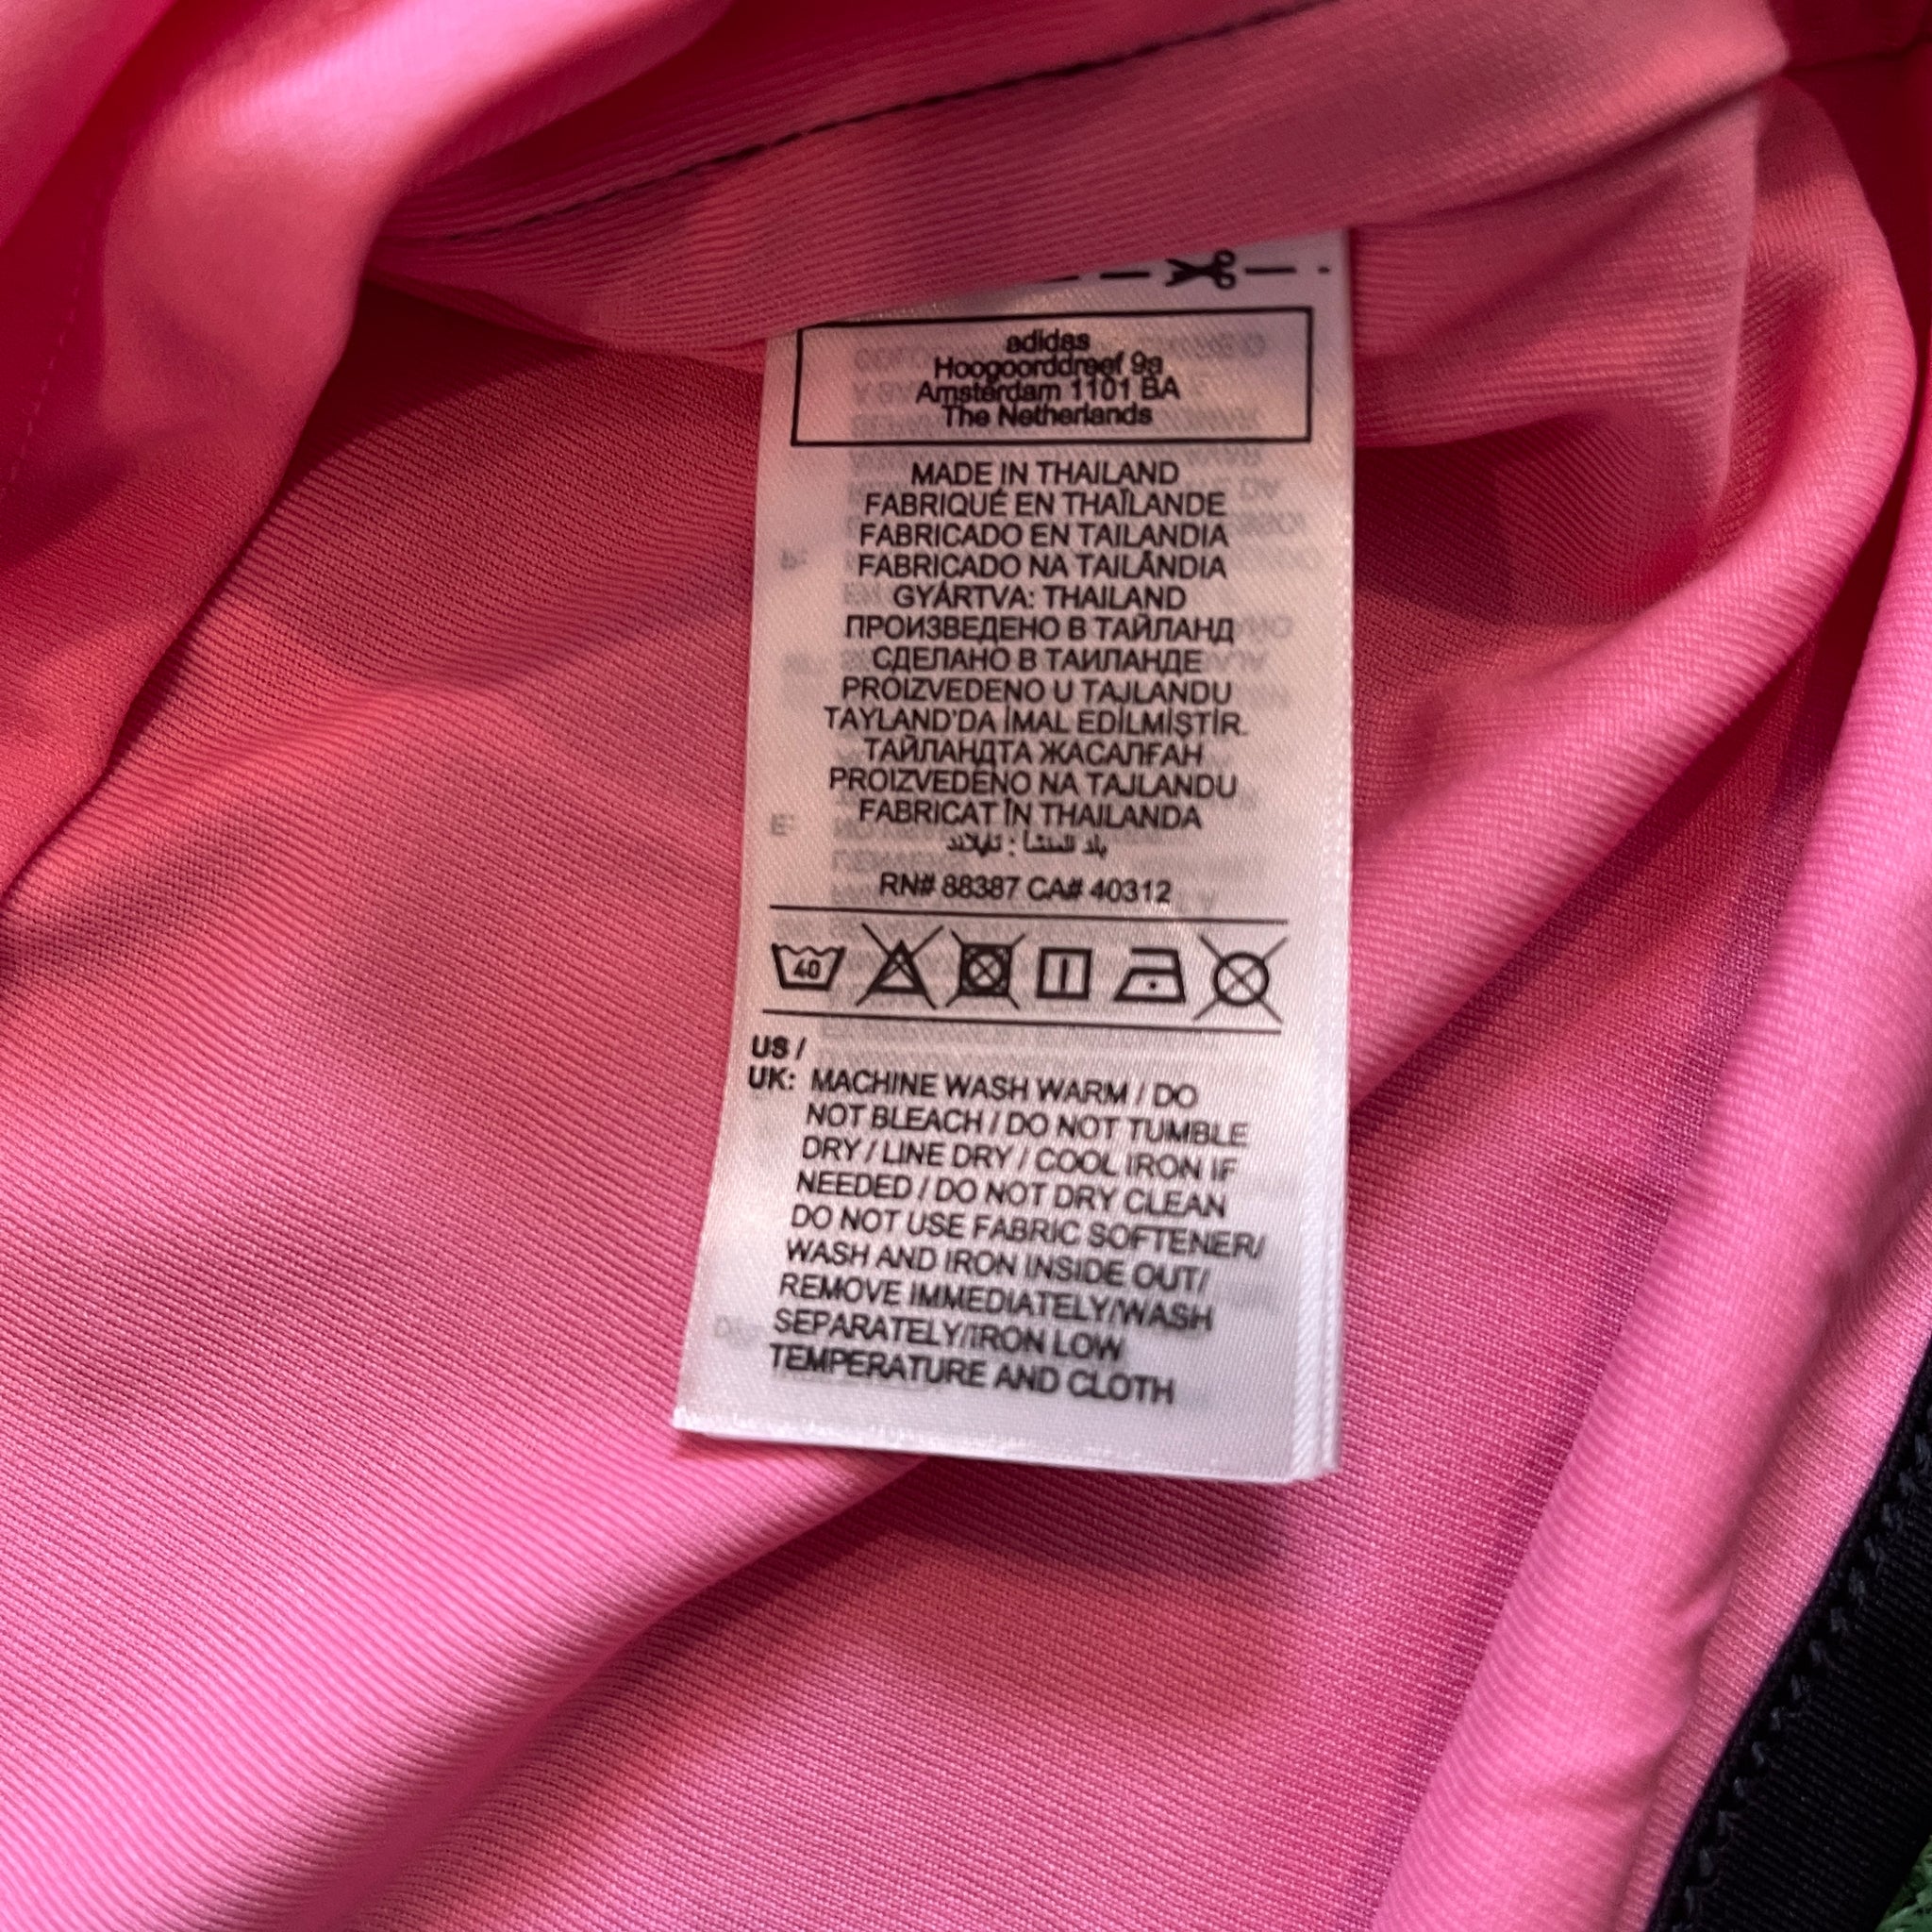 adidas
Hoogoorddreef 9a
Amsterdam 1101 BA
The Netherlands
MADE IN THAILAND
FABRIQUÉ EN THAÏLANDE
FABRICADO EN TAILANDIA
FABRICADO NA TAILÂNDIA
GYÁRTVA: THAILAND
ПРОИЗВЕДЕНО В ТАЙЛАНД
СДЕЛАНО В ТАИЛАНДЕ
PROIZVEDENO U TAJLANDU
TAYLAND'DA İMAL EDİLMİŞTİR.
ТАЙЛАНДТА ЖАСАЛҒАН
PROIZVEDENO NA TAJLANDU
FABRICAT ÎN THAILANDA
بلد المنشأ : تايلاند
RN# 88387 CA# 40312
40
US /
UK: MACHINE WASH WARM / DO
NOT BLEACH / DO NOT TUMBLE
DRY / LINE DRY / COOL IRON IF
NEEDED / DO NOT DRY CLEAN
DO NOT USE FABRIC SOFTENER/
WASH AND IRON INSIDE OUT/
REMOVE IMMEDIATELY/WASH
SEPARATELY/IRON LOW
TEMPERATURE AND CLOTH